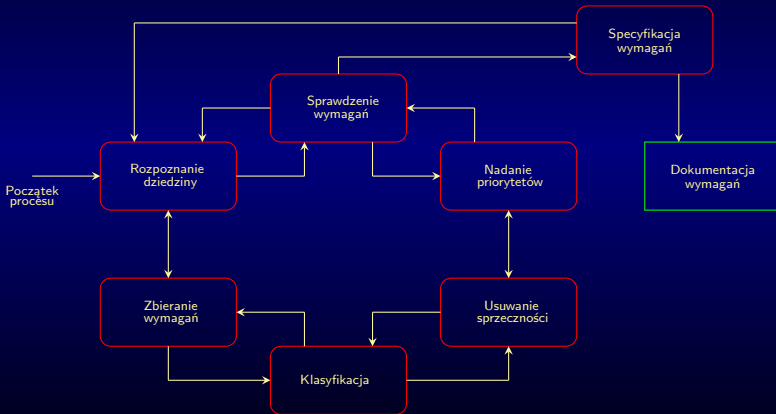 Specyfikacja
wymagań
Sprawdzenie
wymagań
Rozpoznanie
dziedziny
Nadanie
priorytetów
Dokumentacja
wymagań
Początek
procesu
Zbieranie
wymagań
Usuwanie
sprzeczności
Klasyfikacja